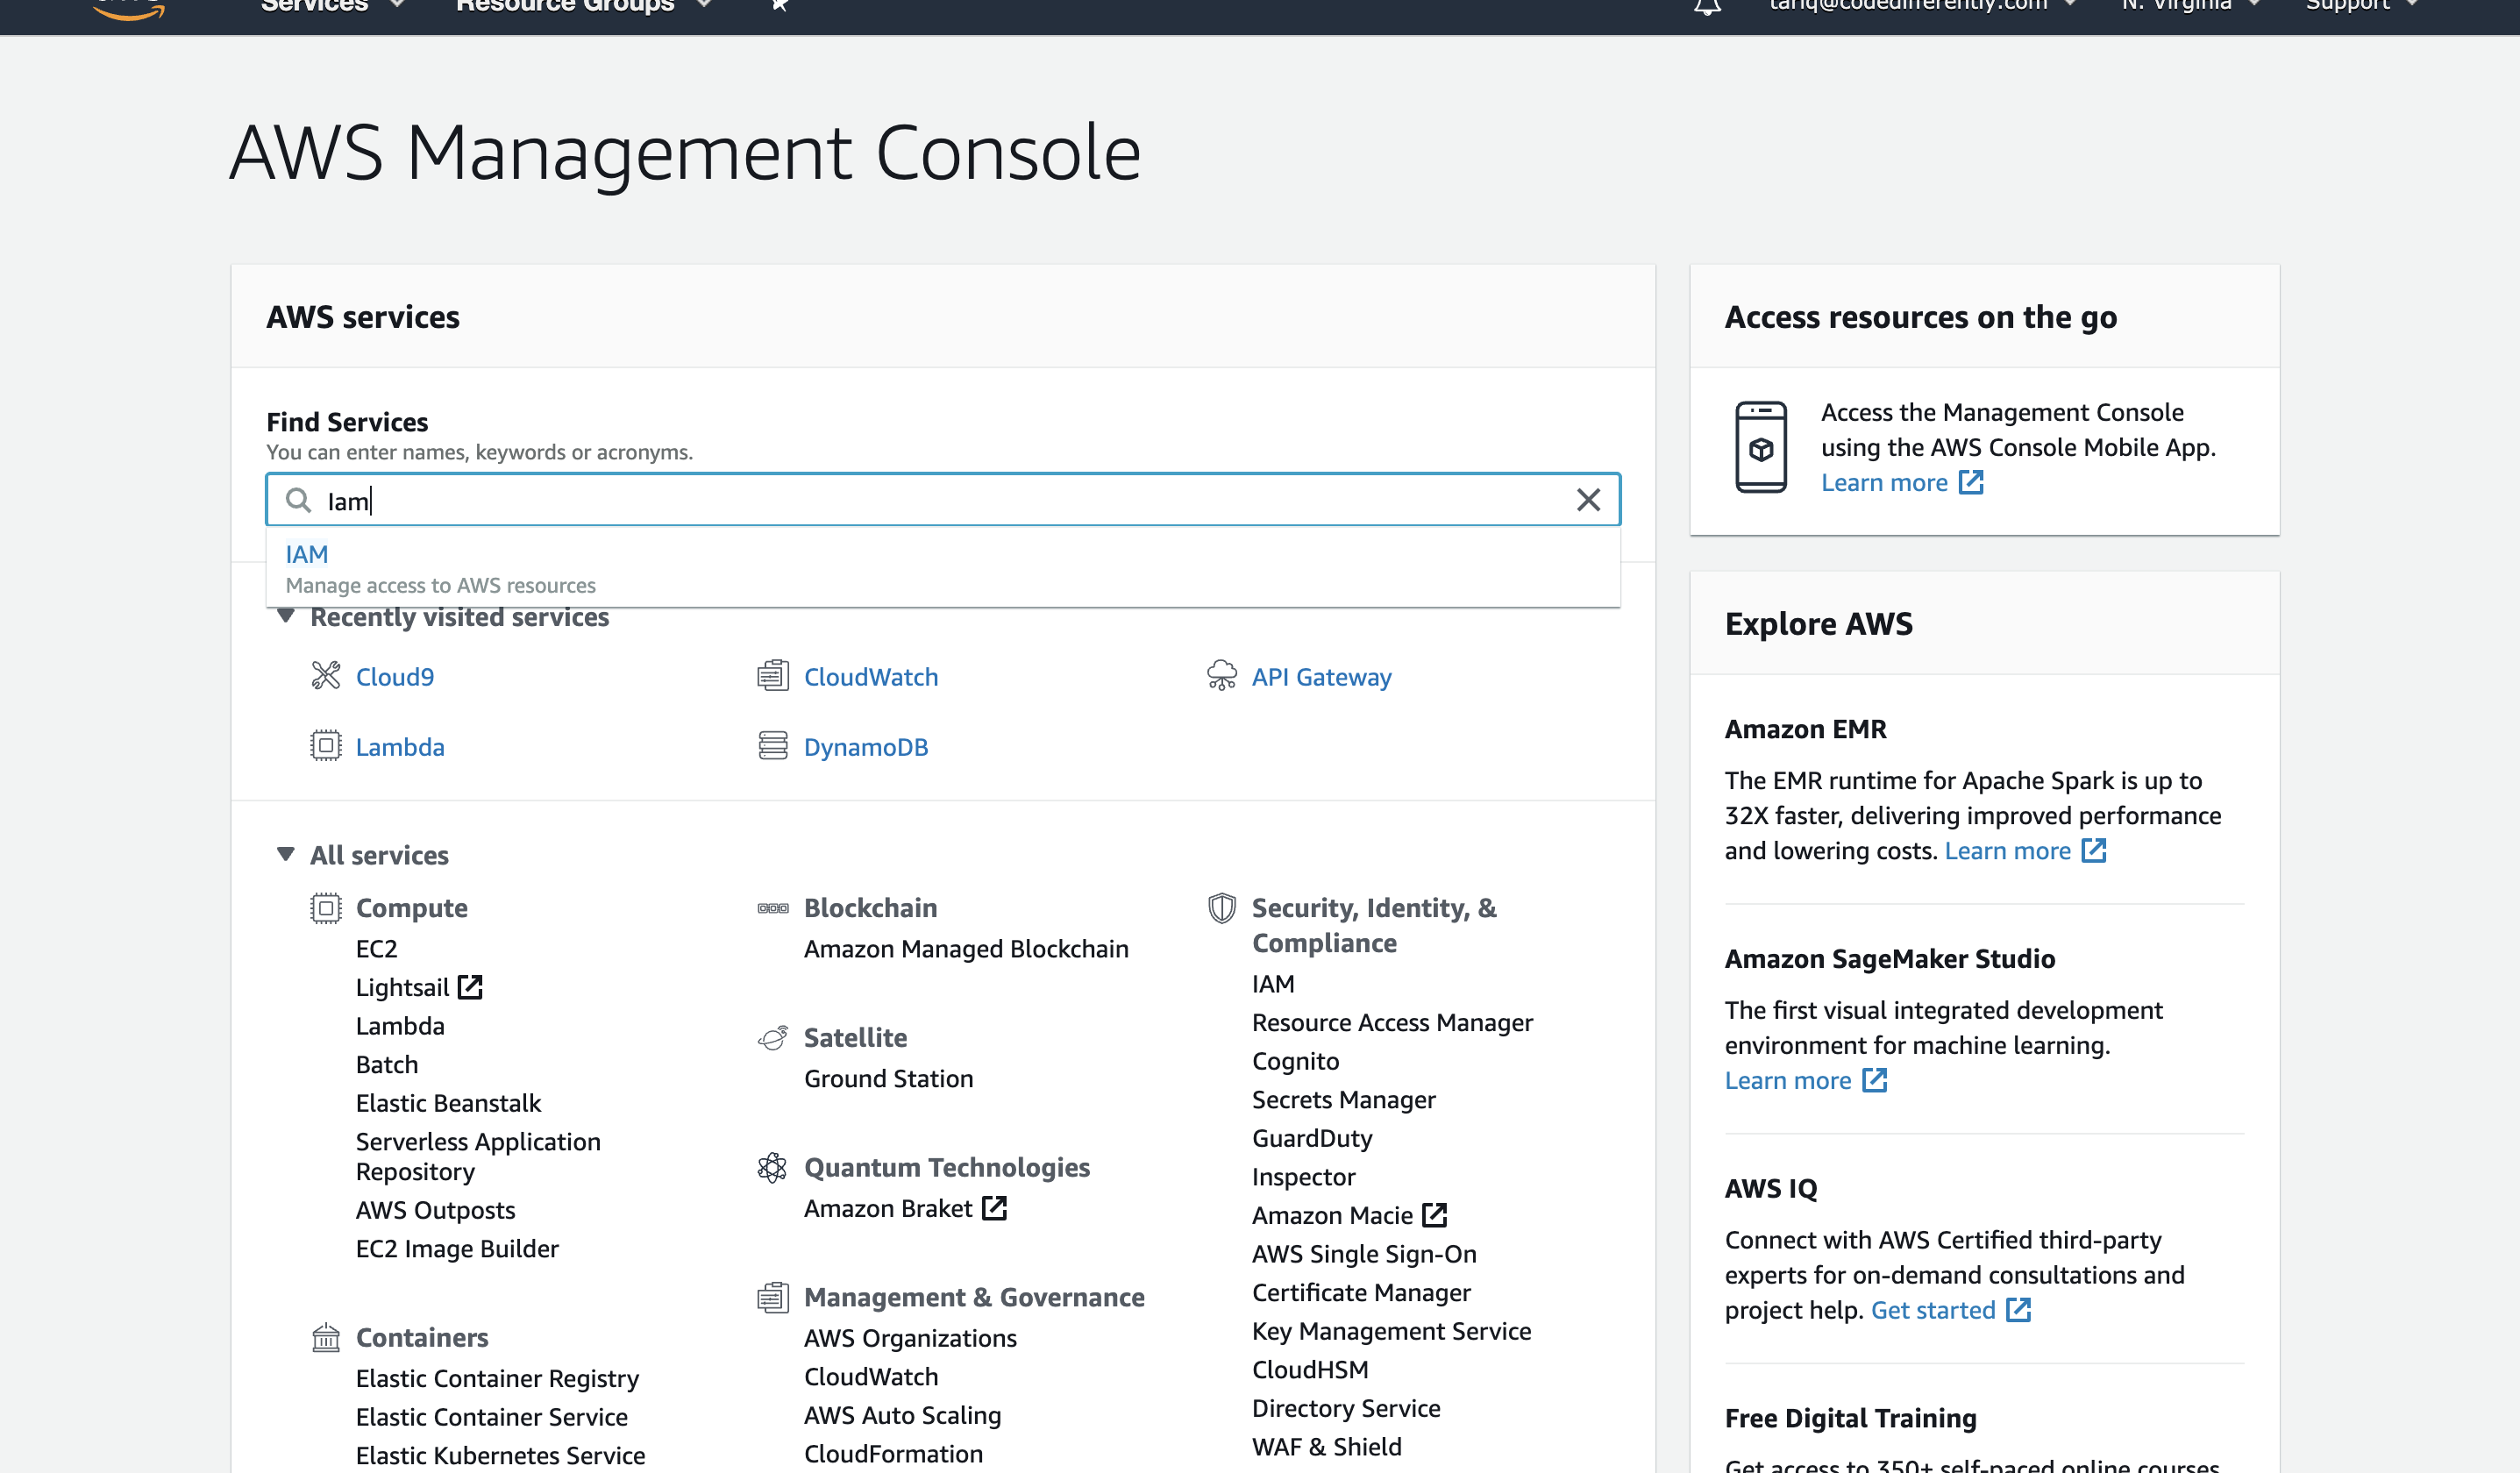 Services
Resource Groups
tariq@codedifferently.com
N. Virginia
Support
AWS Management Console
AWS services
Find Services
You can enter names, keywords or acronyms.
Iam
IAM
Manage access to AWS resources
Recently visited services
Cloud9
CloudWatch
API Gateway
Lambda
DynamoDB
All services
Compute
EC2
Lightsail
Lambda
Batch
Elastic Beanstalk
Serverless Application
Repository
AWS Outposts
EC2 Image Builder
Containers
Elastic Container Registry
Elastic Container Service
Elastic Kubernetes Service
Blockchain
Amazon Managed Blockchain
Satellite
Ground Station
Quantum Technologies
Amazon Braket
Management & Governance
AWS Organizations
CloudWatch
AWS Auto Scaling
CloudFormation
Security, Identity, &
Compliance
IAM
Resource Access Manager
Cognito
Secrets Manager
GuardDuty
Inspector
Amazon Macie
AWS Single Sign-On
Certificate Manager
Key Management Service
CloudHSM
Directory Service
WAF & Shield
Access resources on the go
Access the Management Console
using the AWS Console Mobile App.
Learn more
Explore AWS
Amazon EMR
The EMR runtime for Apache Spark is up to
32X faster, delivering improved performance
and lowering costs. Learn more
Amazon SageMaker Studio
The first visual integrated development
environment for machine learning.
Learn more
AWS IQ
Connect with AWS Certified third-party
experts for on-demand consultations and
project help. Get started
Free Digital Training
Get access to 350+ self-paced online courses